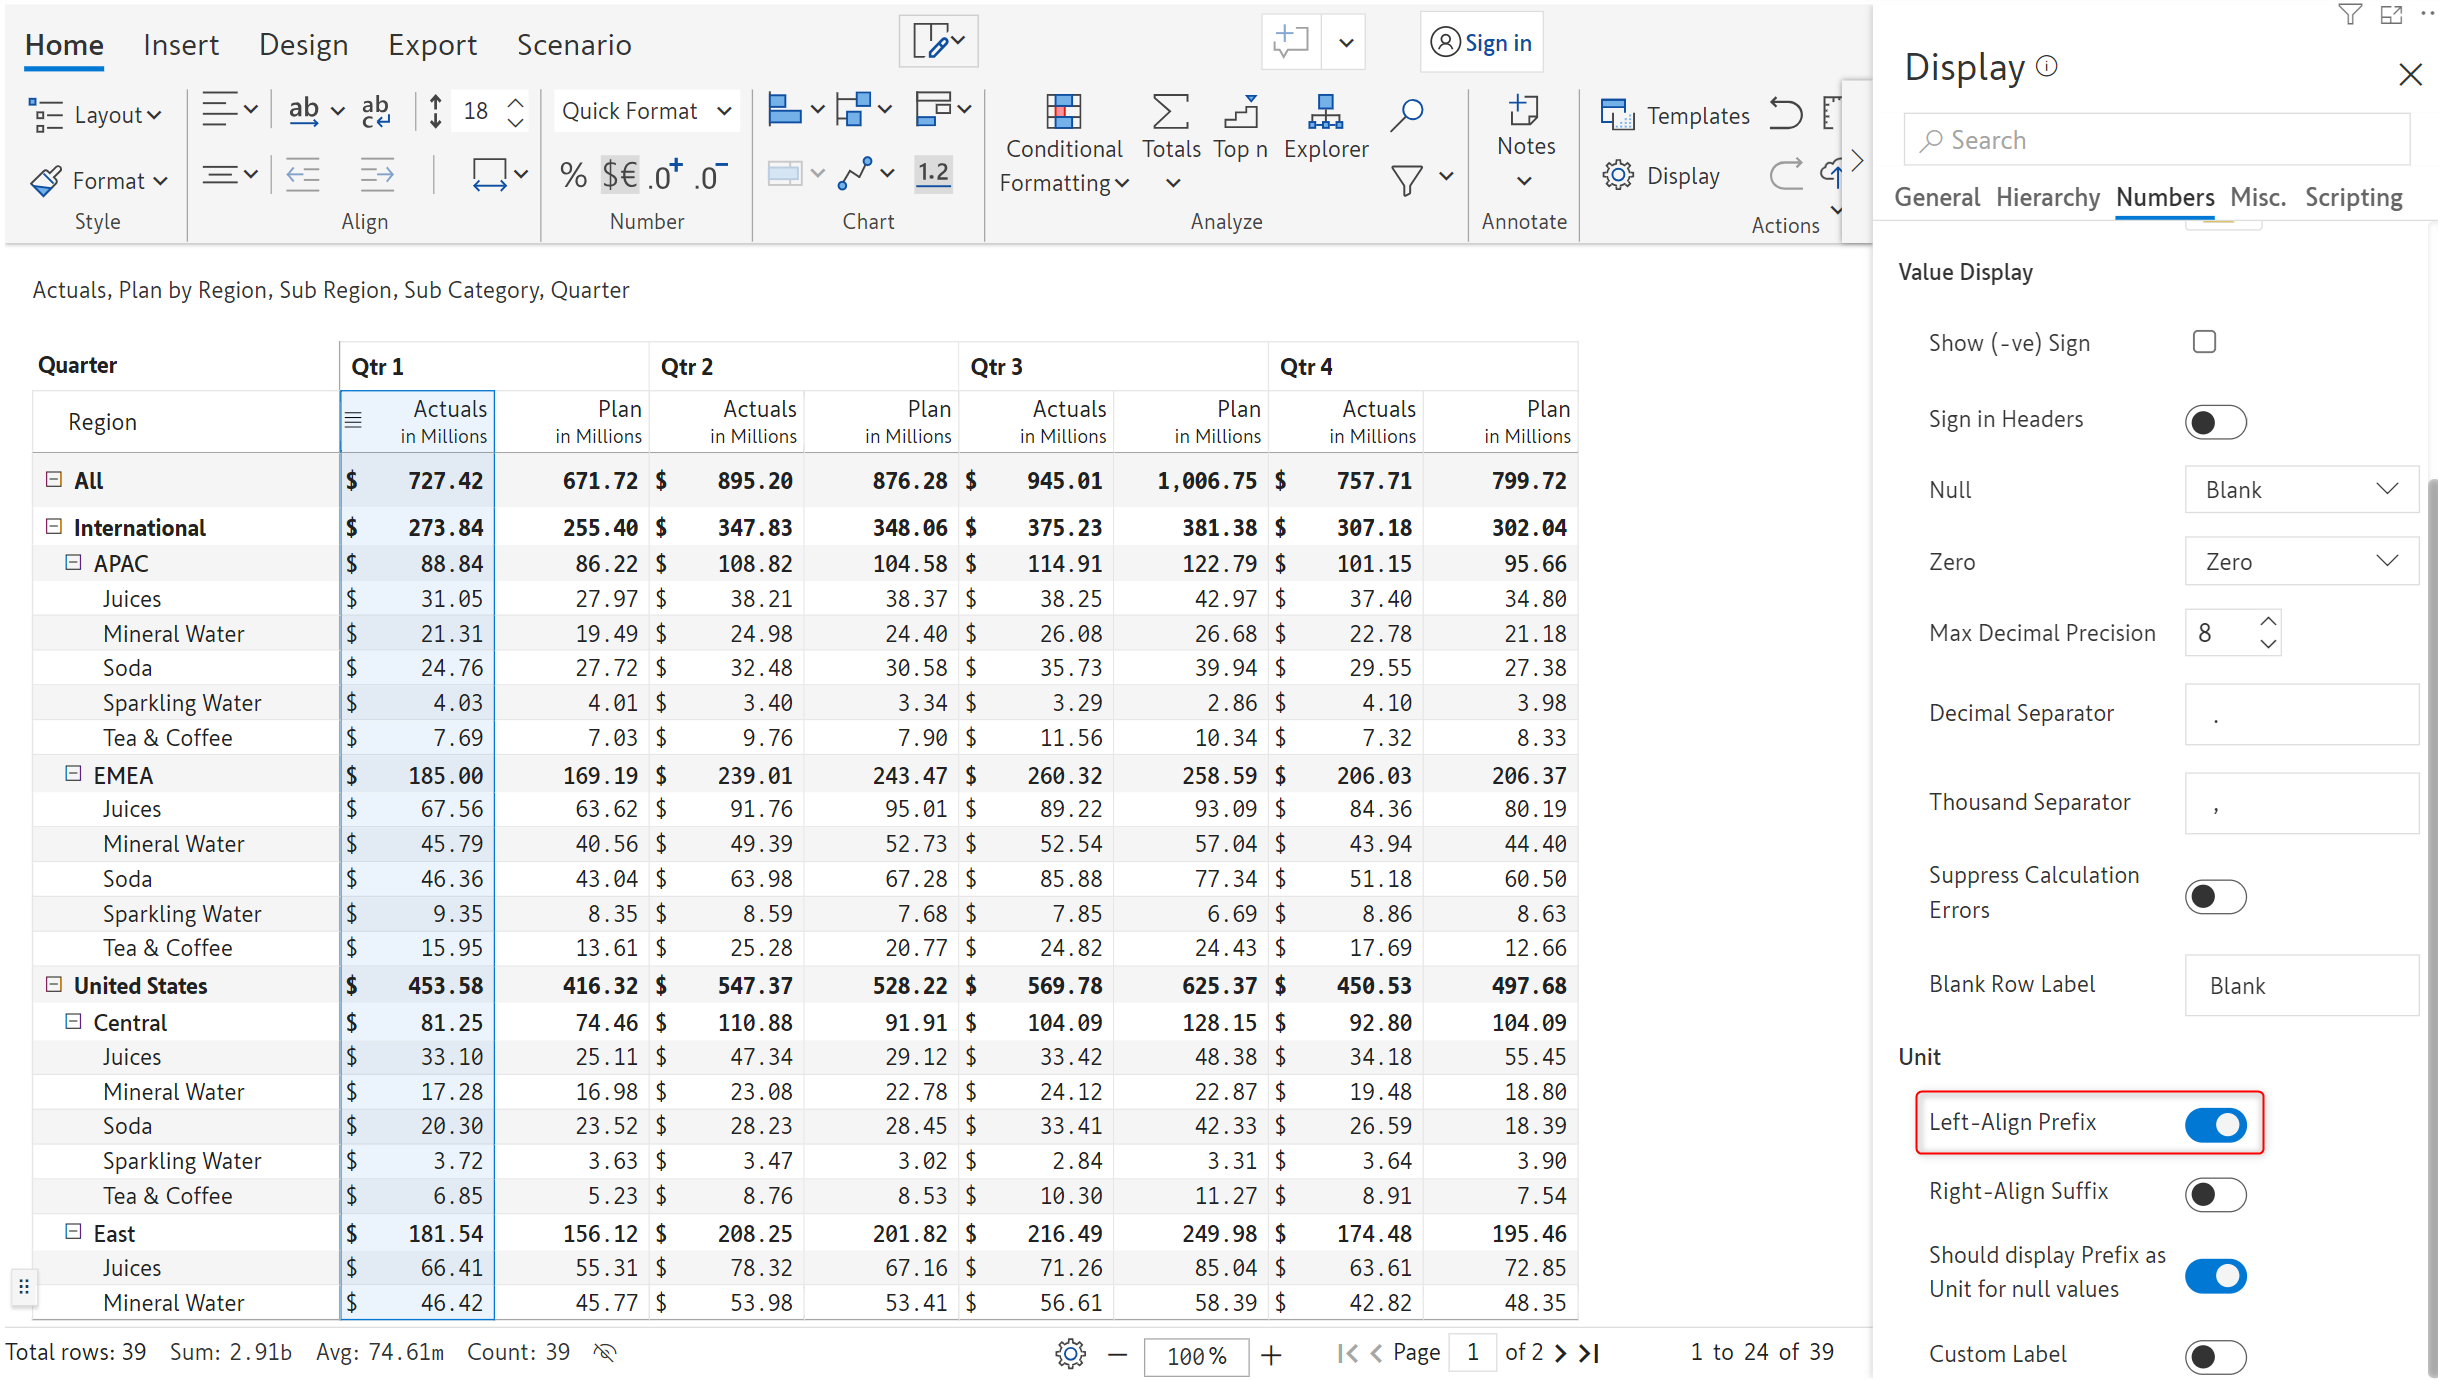 Home Insert Design Export Scenario Sign in
Layout ab ab c 18 Quick Format
Format % $€ .0+ .0- 1.2
Conditional Formatting Totals Top n Explorer Notes Templates Display
Style Align Number Chart Analyze Annotate Actions
Actuals, Plan by Region, Sub Region, Sub Category, Quarter
Quarter Qtr 1 Qtr 2 Qtr 3 Qtr 4
Region Actuals Plan Actuals Plan Actuals Plan Actuals Plan
in Millions in Millions in Millions in Millions in Millions in Millions in Millions in Millions
All $ 727.42 671.72 $ 895.20 876.28 $ 945.01 1,006.75 $ 757.71 799.72
International $ 273.84 255.40 $ 347.83 348.06 $ 375.23 381.38 $ 307.18 302.04
APAC $ 88.84 86.22 $ 108.82 104.58 $ 114.91 122.79 $ 101.15 95.66
Juices $ 31.05 27.97 $ 38.21 38.37 $ 38.25 42.97 $ 37.40 34.80
Mineral Water $ 21.31 19.49 $ 24.98 24.40 $ 26.08 26.68 $ 22.78 21.18
Soda $ 24.76 27.72 $ 32.48 30.58 $ 35.73 39.94 $ 29.55 27.38
Sparkling Water $ 4.03 4.01 $ 3.40 3.34 $ 3.29 2.86 $ 4.10 3.98
Tea & Coffee $ 7.69 7.03 $ 9.76 7.90 $ 11.56 10.34 $ 7.32 8.33
EMEA $ 185.00 169.19 $ 239.01 243.47 $ 260.32 258.59 $ 206.03 206.37
Juices $ 67.56 63.62 $ 91.76 95.01 $ 89.22 93.09 $ 84.36 80.19
Mineral Water $ 45.79 40.56 $ 49.39 52.73 $ 52.54 57.04 $ 43.94 44.40
Soda $ 46.36 43.04 $ 63.98 67.28 $ 85.88 77.34 $ 51.18 60.50
Sparkling Water $ 9.35 8.35 $ 8.59 7.68 $ 7.85 6.69 $ 8.86 8.63
Tea & Coffee $ 15.95 13.61 $ 25.28 20.77 $ 24.82 24.43 $ 17.69 12.66
United States $ 453.58 416.32 $ 547.37 528.22 $ 569.78 625.37 $ 450.53 497.68
Central $ 81.25 74.46 $ 110.88 91.91 $ 104.09 128.15 $ 92.80 104.09
Juices $ 33.10 25.11 $ 47.34 29.12 $ 33.42 48.38 $ 34.18 55.45
Mineral Water $ 17.28 16.98 $ 23.08 22.78 $ 24.12 22.87 $ 19.48 18.80
Soda $ 20.30 23.52 $ 28.23 28.45 $ 33.41 42.33 $ 26.59 18.39
Sparkling Water $ 3.72 3.63 $ 3.47 3.02 $ 2.84 3.31 $ 3.64 3.90
Tea & Coffee $ 6.85 5.23 $ 8.76 8.53 $ 10.30 11.27 $ 8.91 7.54
East $ 181.54 156.12 $ 208.25 201.82 $ 216.49 249.98 $ 174.48 195.46
Juices $ 66.41 55.31 $ 78.32 67.16 $ 71.26 85.04 $ 63.61 72.85
Mineral Water $ 46.42 45.77 $ 53.98 53.41 $ 56.61 58.39 $ 42.82 48.35
Total rows: 39 Sum: 2.91b Avg: 74.61m Count: 39 100% Page 1 of 2 1 to 24 of 39
Display
Search
General Hierarchy Numbers Misc. Scripting
Value Display
Show (-ve) Sign
Sign in Headers
Null Blank
Zero Zero
Max Decimal Precision 8
Decimal Separator .
Thousand Separator ,
Suppress Calculation
Errors
Blank Row Label Blank
Unit
Left-Align Prefix
Right-Align Suffix
Should display Prefix as
Unit for null values
Custom Label